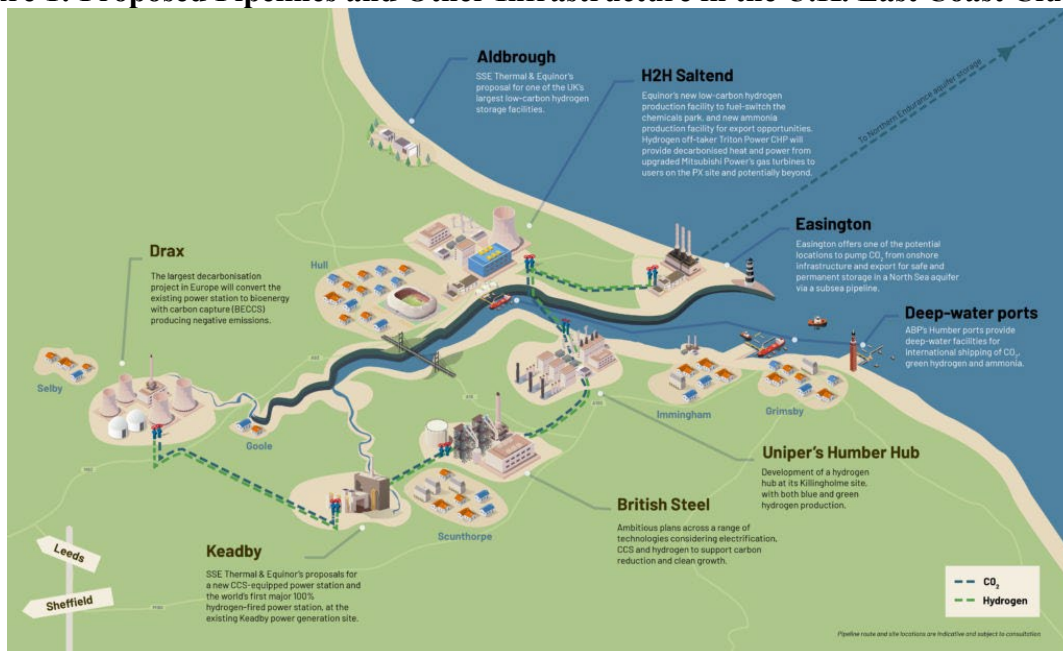 Aldbrough
SSE Thermal & Equinor's
proposal for one of the UK's
largest low-carbon hydrogen
storage facilities.
H2H Saltend
Equinor's new low-carbon hydrogen
production facility to fuel-switch the
chemicals park, and new ammonia
production facility for export opportunities.
Hydrogen off-taker Triton Power CHP will
provide decarbonised heat and power from
upgraded Mitsubishi Power's gas turbines to
users on the PX site and potentially beyond.
To Northern Endurance aquifer storage
Easington
Easington offers one of the potential
locations to pump CO₂ from onshore
infrastructure and export for safe and
permanent storage in a North Sea aquifer
via a subsea pipeline.
Drax
The largest decarbonisation
project in Europe will convert the
existing power station to bioenergy
with carbon capture (BECCS)
producing negative emissions.
Hull
Deep-water ports
ABP's Humber ports provide
deep-water facilities for
international shipping of CO₂,
green hydrogen and ammonia.
Selby
Goole
Immingham
Grimsby
Uniper's Humber Hub
Development of a hydrogen
hub at its Killingholme site,
with both blue and green
hydrogen production.
British Steel
Ambitious plans across a range of
technologies considering electrification,
CCS and hydrogen to support carbon
reduction and clean growth.
Scunthorpe
Keadby
SSE Thermal & Equinor's proposals for
a new CCS-equipped power station and
the world's first major 100%
hydrogen-fired power station, at the
existing Keadby power generation site.
Leeds
Sheffield
CO₂
Hydrogen
Pipeline route and site locations are indicative and subject to consultation